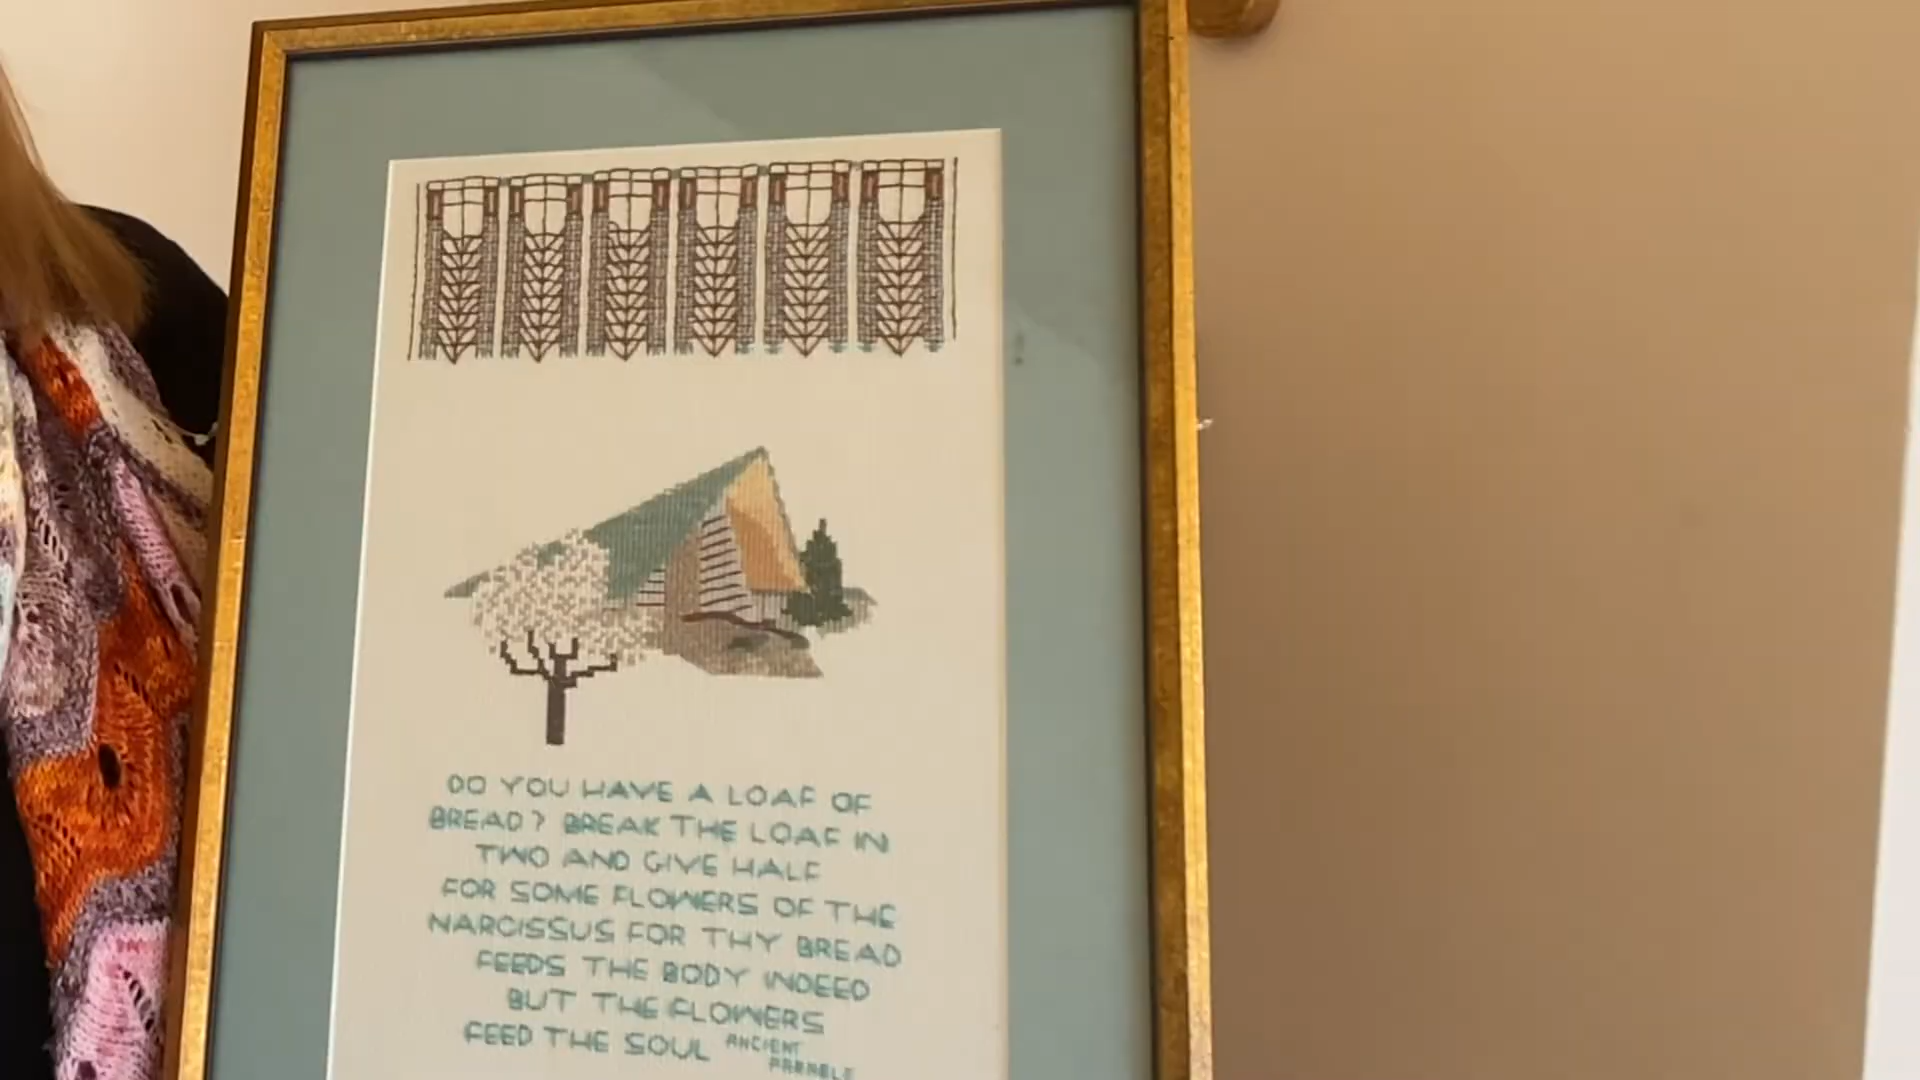 DO YOU HAVE A LOAF OF
BREAD? BREAK THE LOAF IN
TWO AND GIVE HALF
FOR SOME FLOWERS OF THE
NARCISSUS FOR THY BREAD
FEEDS THE BODY INDEED
BUT THE FLOWERS
FEED THE SOUL ANCIENT
PARABLE